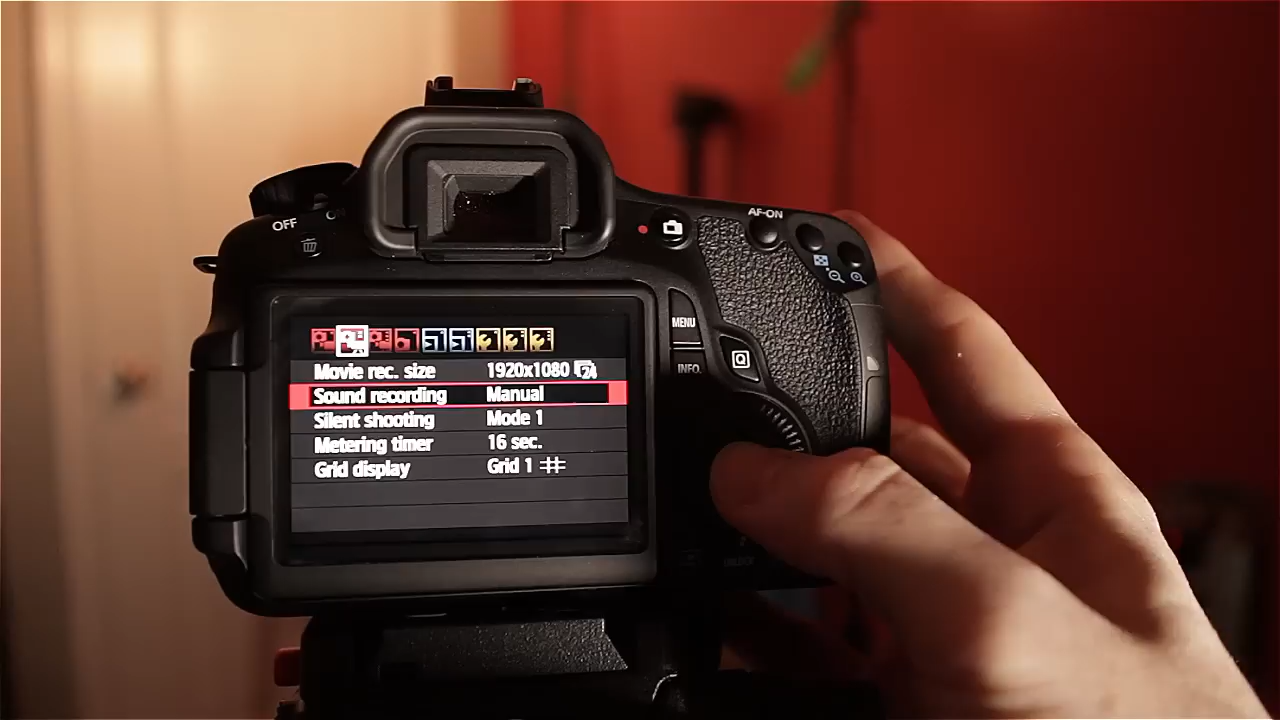 OFF ON
AF-ON
MENU
INFO.
Q
Movie rec. size 1920x1080 24
Sound recording Manual
Silent shooting Mode 1
Metering timer 16 sec.
Grid display Grid 1